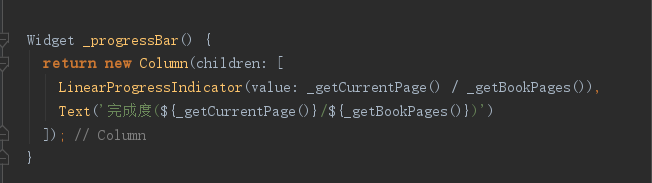 Widget _progressBar() {
  return new Column(children: [
    LinearProgressIndicator(value: _getCurrentPage() / _getBookPages()),
    Text('完成度(${_getCurrentPage()}/${_getBookPages()})')
  ]); // Column
}